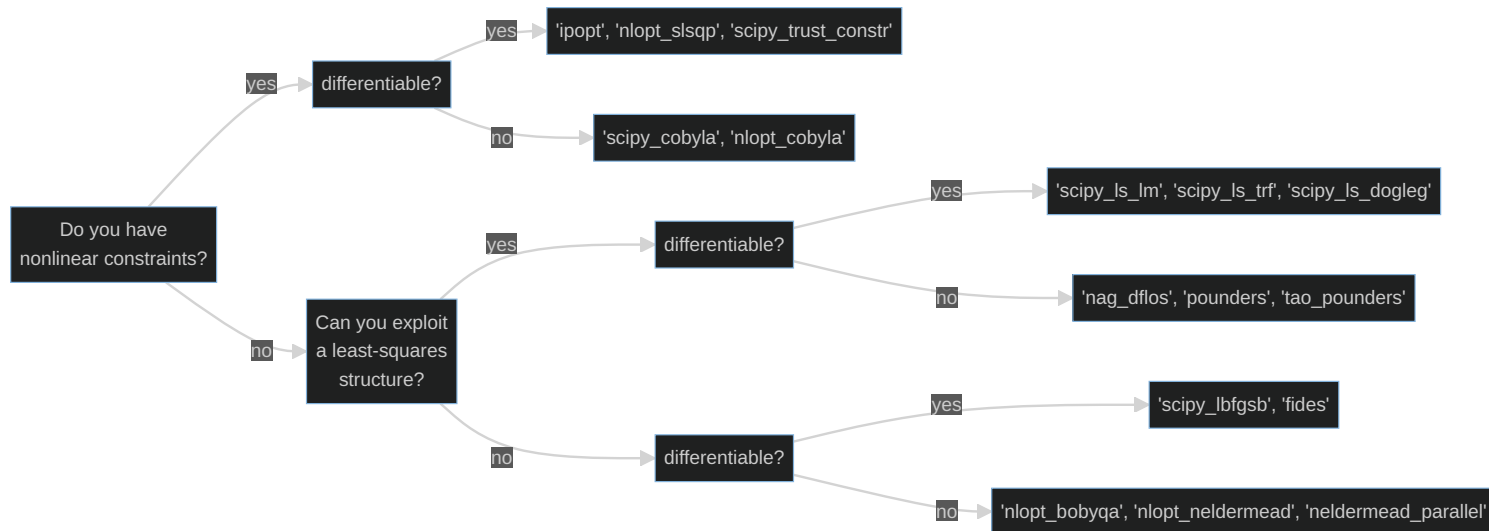 yes
'ipopt', 'nlopt_slsqp', 'scipy_trust_constr'
yes
differentiable?
no
'scipy_cobyla', 'nlopt_cobyla'
Do you have
nonlinear constraints?
yes
'scipy_ls_lm', 'scipy_ls_trf', 'scipy_ls_dogleg'
yes
differentiable?
no
'nag_dflos', 'pounders', 'tao_pounders'
no
Can you exploit
a least-squares
structure?
yes
'scipy_lbfgsb', 'fides'
no
differentiable?
no
'nlopt_bobyqa', 'nlopt_neldermead', 'neldermead_parallel'